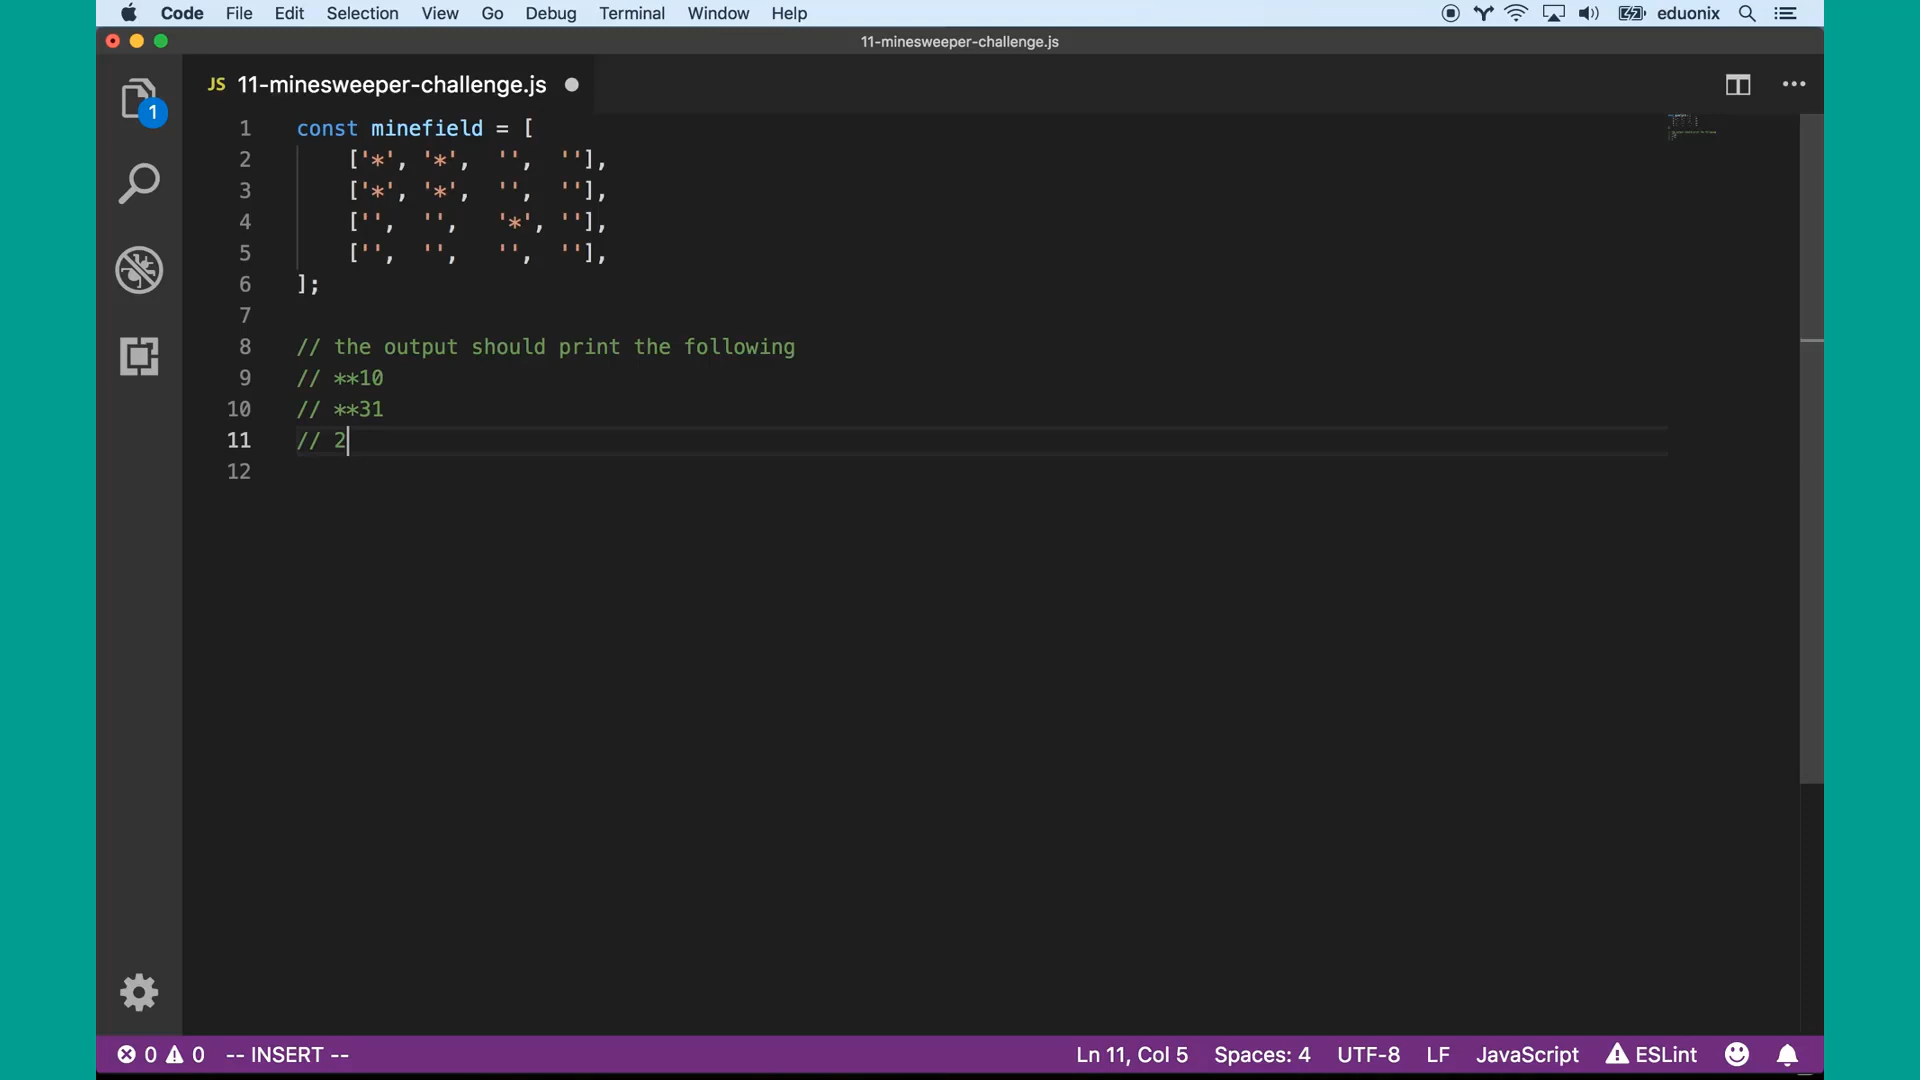 Code File Edit Selection View Go Debug Terminal Window Help eduonix
11-minesweeper-challenge.js
JS 11-minesweeper-challenge.js
1
1 const minefield = [
2     ['*', '*',  '',  ''],
3     ['*', '*',  '',  ''],
4     ['',  '',   '*', ''],
5     ['',  '',   '',  ''],
6 ];
7
8 // the output should print the following
9 // **10
10 // **31
11 // 2
12
0 0 -- INSERT -- Ln 11, Col 5 Spaces: 4 UTF-8 LF JavaScript ESLint